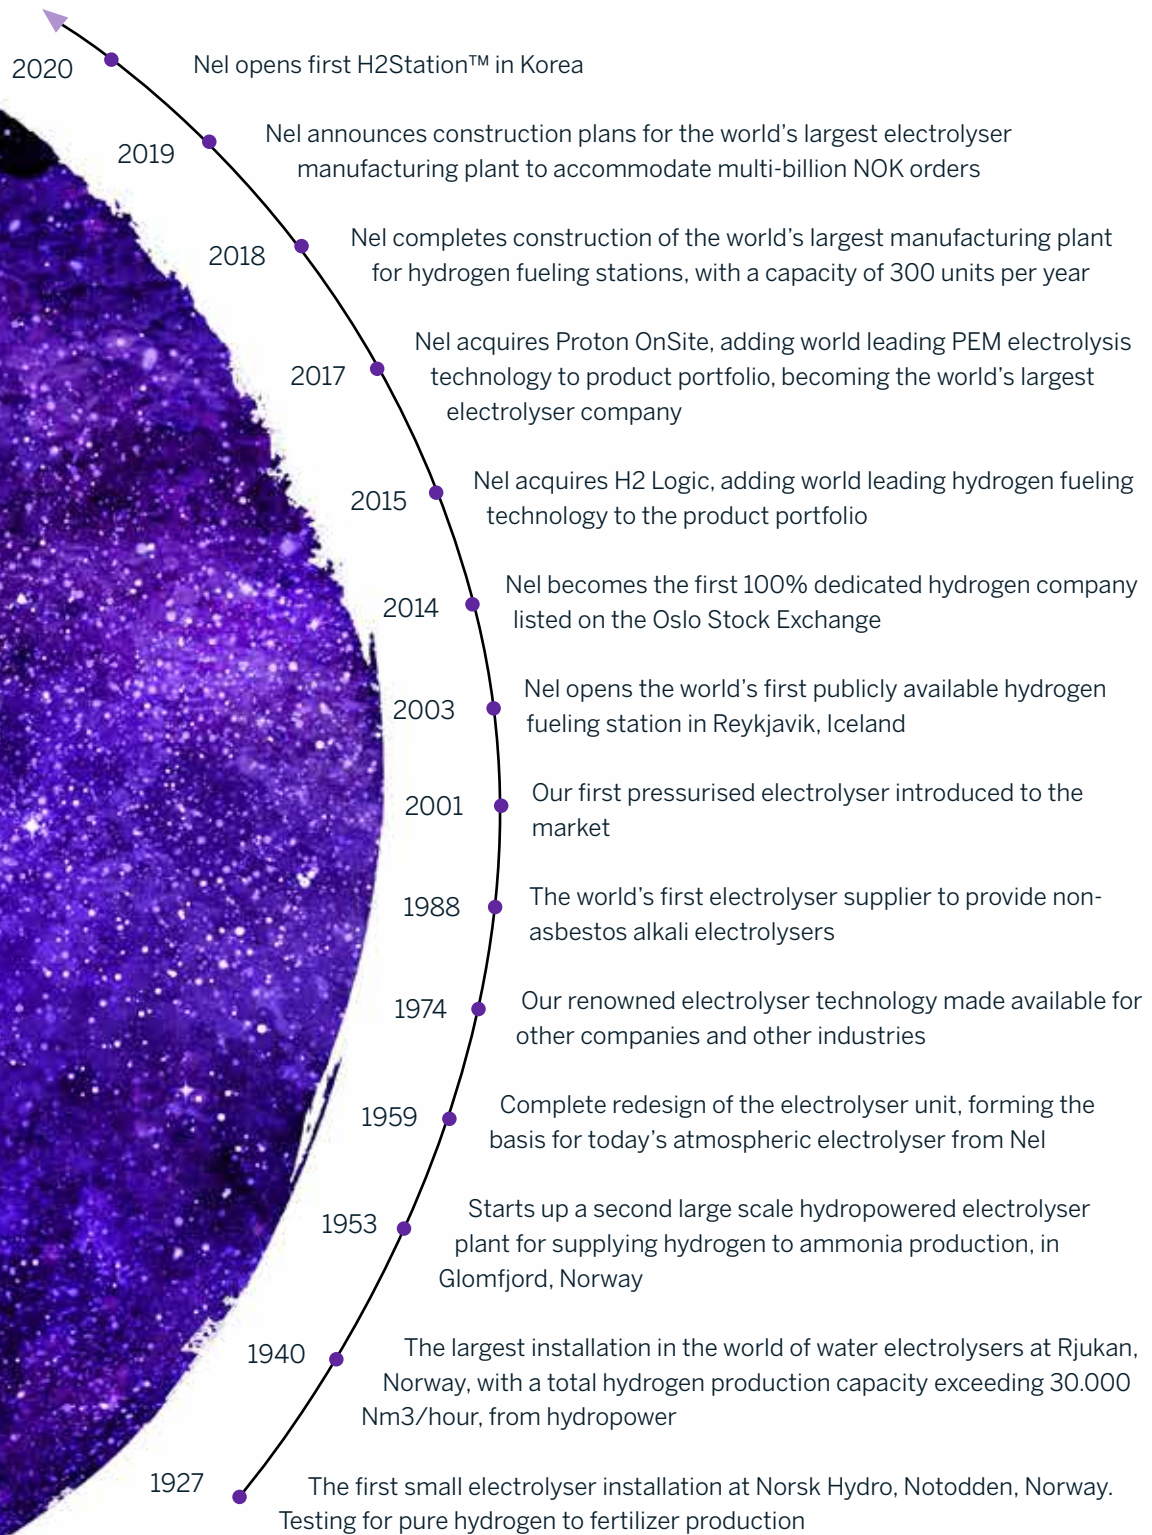 2020
Nel opens first H2Station™ in Korea
2019
Nel announces construction plans for the world's largest electrolyser
manufacturing plant to accommodate multi-billion NOK orders
2018
Nel completes construction of the world's largest manufacturing plant
for hydrogen fueling stations, with a capacity of 300 units per year
2017
Nel acquires Proton OnSite, adding world leading PEM electrolysis
technology to product portfolio, becoming the world's largest
electrolyser company
2015
Nel acquires H2 Logic, adding world leading hydrogen fueling
technology to the product portfolio
2014
Nel becomes the first 100% dedicated hydrogen company
listed on the Oslo Stock Exchange
2003
Nel opens the world's first publicly available hydrogen
fueling station in Reykjavik, Iceland
2001
Our first pressurised electrolyser introduced to the
market
1988
The world's first electrolyser supplier to provide non-
asbestos alkali electrolysers
1974
Our renowned electrolyser technology made available for
other companies and other industries
1959
Complete redesign of the electrolyser unit, forming the
basis for today's atmospheric electrolyser from Nel
1953
Starts up a second large scale hydropowered electrolyser
plant for supplying hydrogen to ammonia production, in
Glomfjord, Norway
1940
The largest installation in the world of water electrolysers at Rjukan,
Norway, with a total hydrogen production capacity exceeding 30.000
Nm3/hour, from hydropower
1927
The first small electrolyser installation at Norsk Hydro, Notodden, Norway.
Testing for pure hydrogen to fertilizer production